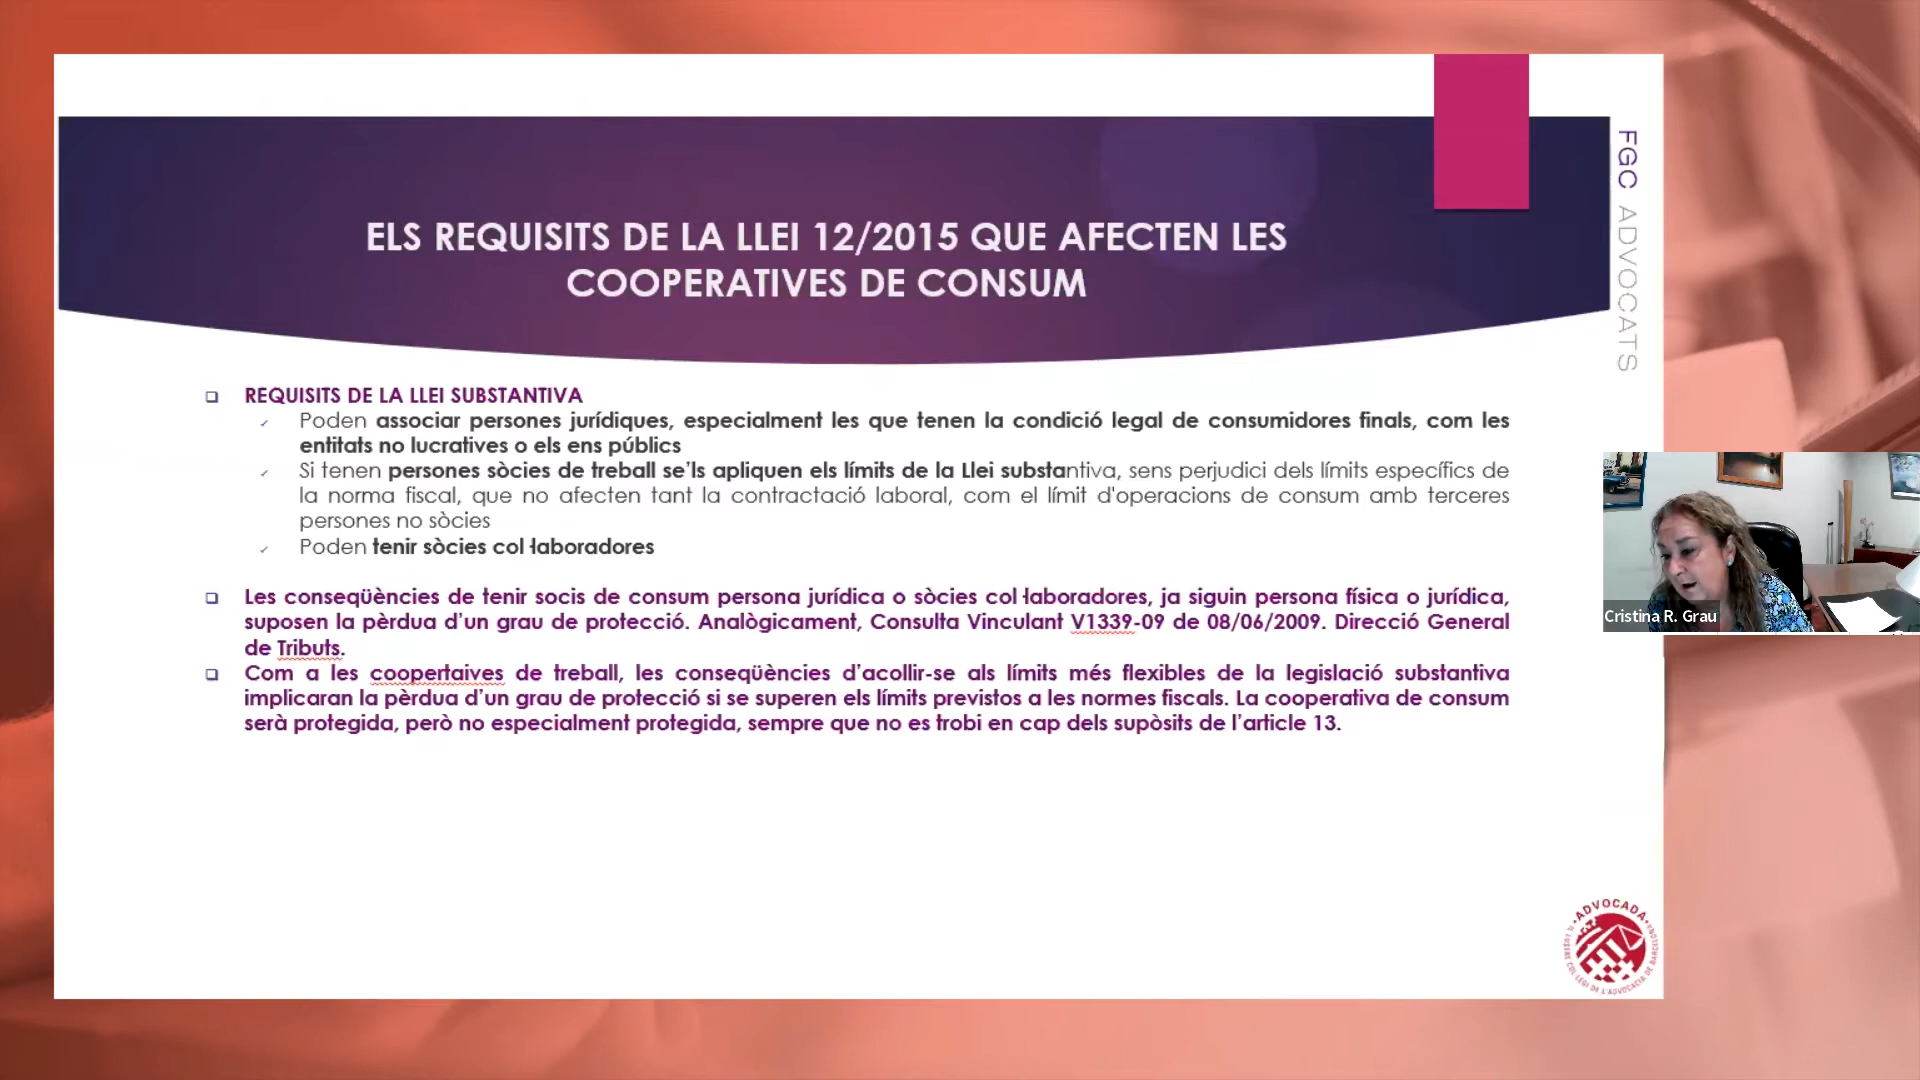 ELS REQUISITS DE LA LLEI 12/2015 QUE AFECTEN LES
COOPERATIVES DE CONSUM
FGC ADVOCATS
REQUISITS DE LA LLEI SUBSTANTIVA
Poden associar persones jurídiques, especialment les que tenen la condició legal de consumidores finals, com les
entitats no lucratives o els ens públics
Si tenen persones sòcies de treball se'ls apliquen els límits de la Llei substantiva, sens perjudici dels límits específics de
la norma fiscal, que no afecten tant la contractació laboral, com el límit d'operacions de consum amb terceres
persones no sòcies
Poden tenir sòcies col·laboradores
Les conseqüències de tenir socis de consum persona jurídica o sòcies col·laboradores, ja siguin persona física o jurídica,
suposen la pèrdua d'un grau de protecció. Analògicament, Consulta Vinculant V1339-09 de 08/06/2009. Direcció General
de Tributs.
Com a les coopertaives de treball, les conseqüències d'acollir-se als límits més flexibles de la legislació substantiva
implicaran la pèrdua d'un grau de protecció si se superen els límits previstos a les normes fiscals. La cooperativa de consum
serà protegida, però no especialment protegida, sempre que no es trobi en cap dels supòsits de l'article 13.
Cristina R. Grau
ADVOCADA
IL·LUSTRE COL·LEGI DE L'ADVOCACIA DE BARCELONA